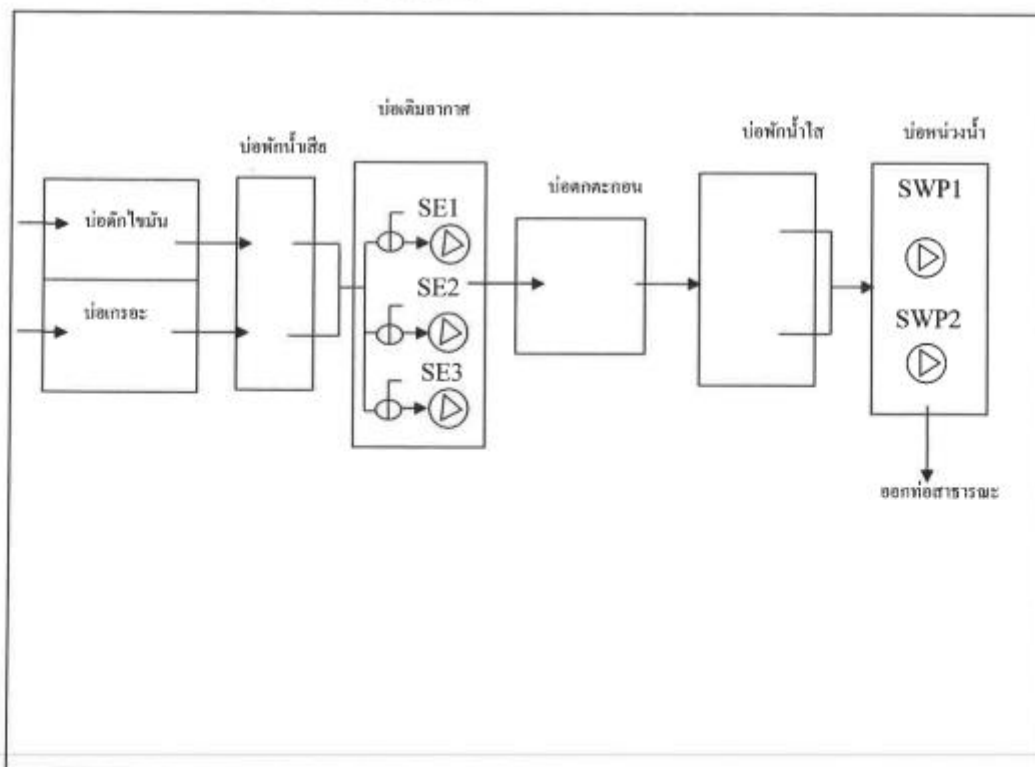 บ่อดักไขมัน
บ่อเกรอะ
บ่อพักน้ำเสีย
บ่อเติมอากาศ
SE1
SE2
SE3
บ่อตกตะกอน
บ่อพักน้ำใส
บ่อหน่วงน้ำ
SWP1
SWP2
ออกท่อสาธารณะ